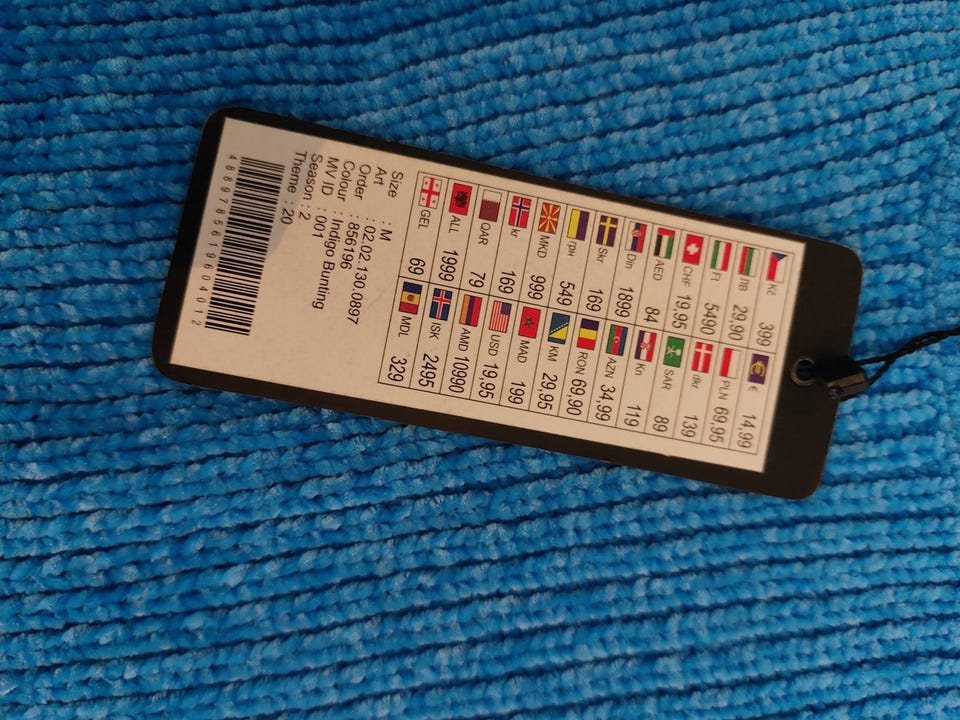 Kč 399 € 14,99
ЛВ 29,90 PLN 69,95
Ft 5490 dkr 139
CHF 19,95 SAR 89
AED 84 Kn 119
Din 1899 AZN 34,99
Skr 169 RON 69,90
грн 549 KM 29,95
MKD 999 MAD 199
kr 169 USD 19,95
QAR 79 AMD 10990
ALL 1999 ISK 2495
GEL 69 MDL 329
Size : M
Art : 02.02.130.0897
Order : 856196
Colour : Indigo Bunting
MV ID : 001
Season : 2
Theme : 20
4889785619604012